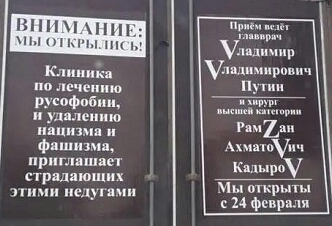 ВНИМАНИЕ:
МЫ ОТКРЫЛИСЬ!
Клиника
по лечению
русофобии,
и удалению
нацизма и
фашизма,
приглашает
страдающих
этими недугами
Приём ведёт
главврач
Vладимир
Vладимирович
Путин
и хирург
высшей категории
РамZан
АхматоVич
КадыроV
Мы открыты
с 24 февраля